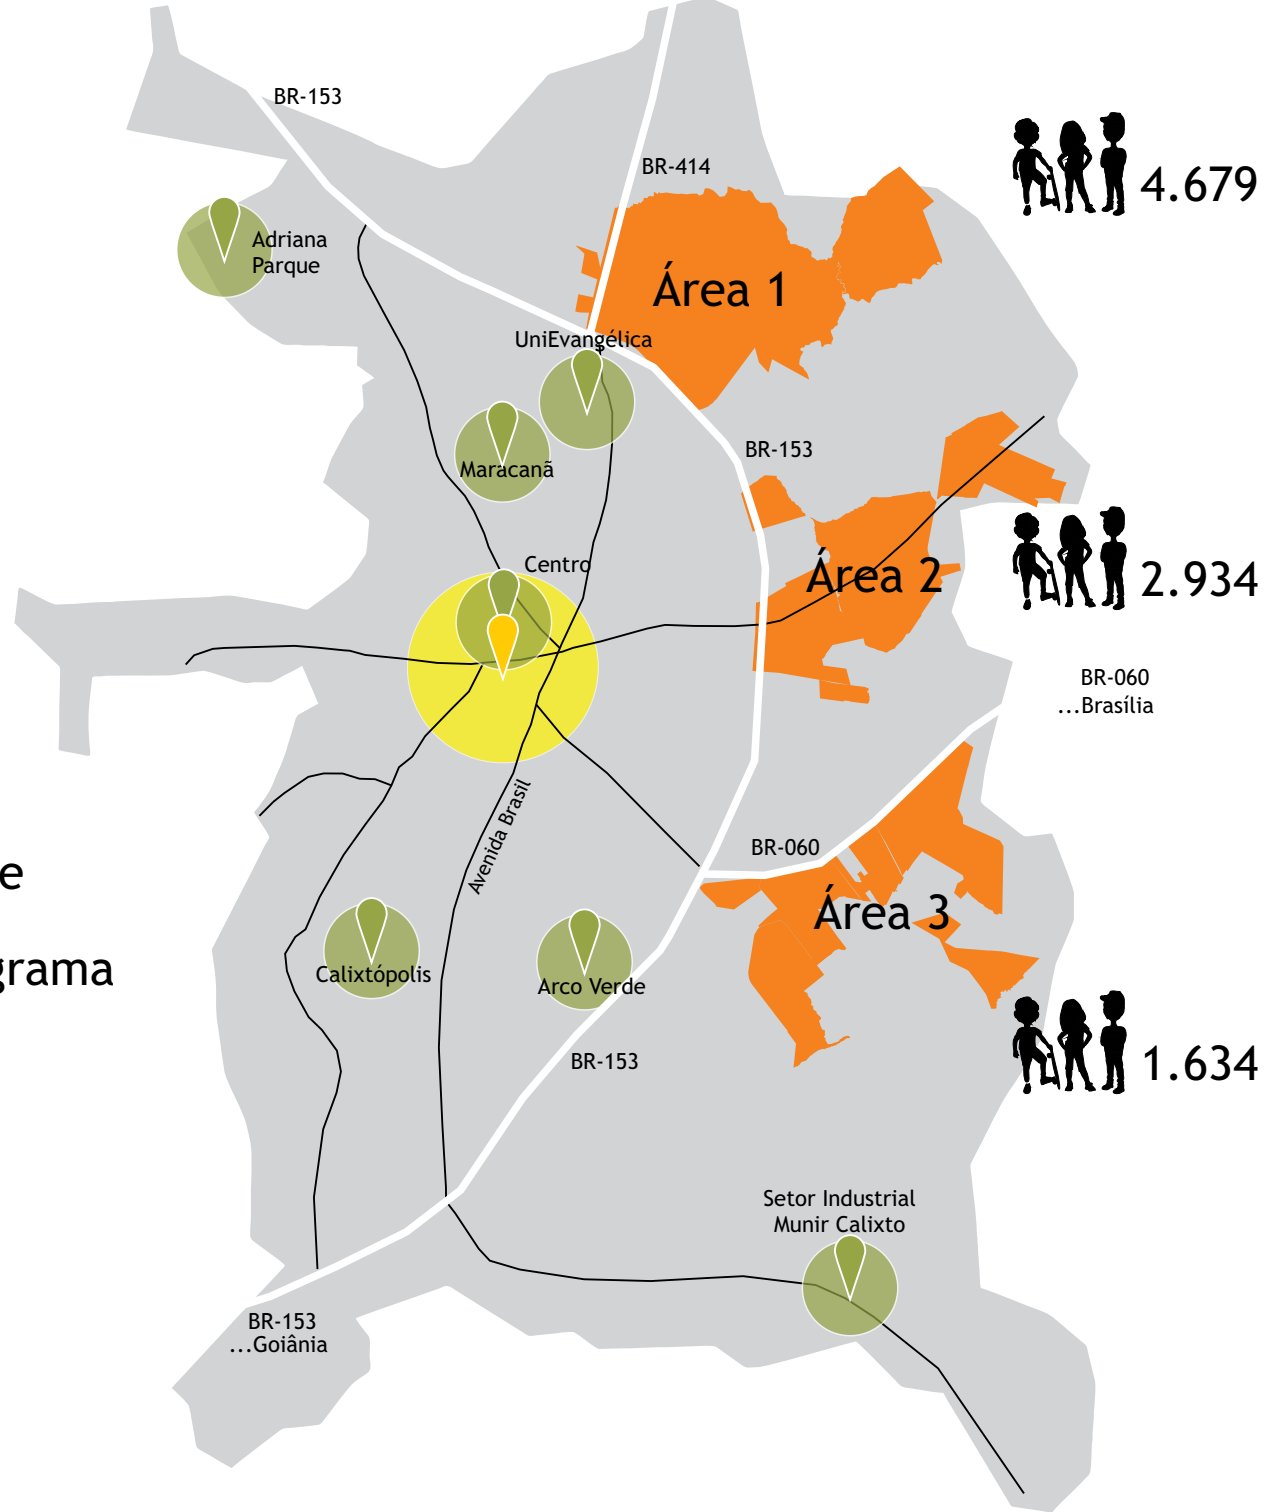 BR-153
BR-414
4.679
Adriana
Parque
Área 1
UniEvangélica
BR-153
Maracanã
Centro
Área 2
2.934
BR-060
...Brasília
Avenida Brasil
BR-060
e
Área 3
grama
Calixtópolis
Arco Verde
BR-153
1.634
Setor Industrial
Munir Calixto
BR-153
...Goiânia